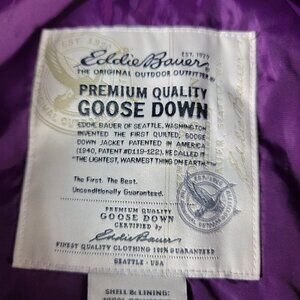 Eddie Bauer
EST. 1920
THE ORIGINAL OUTDOOR OUTFITTER
PREMIUM QUALITY
GOOSE DOWN
EDDIE BAUER OF SEATTLE, WASHINGTON
INVENTED THE FIRST QUILTED, GOOSE
DOWN JACKET PATENTED IN AMERICA
(1940, PATENT #D119-122). HE CALLED IT
"THE LIGHTEST, WARMEST THING ON EARTH"
The First. The Best.
Unconditionally Guaranteed.
PREMIUM QUALITY
GOOSE DOWN
CERTIFIED by
Eddie Bauer
FINEST QUALITY CLOTHING 100% GUARANTEED
SEATTLE · USA
SHELL & LINING: